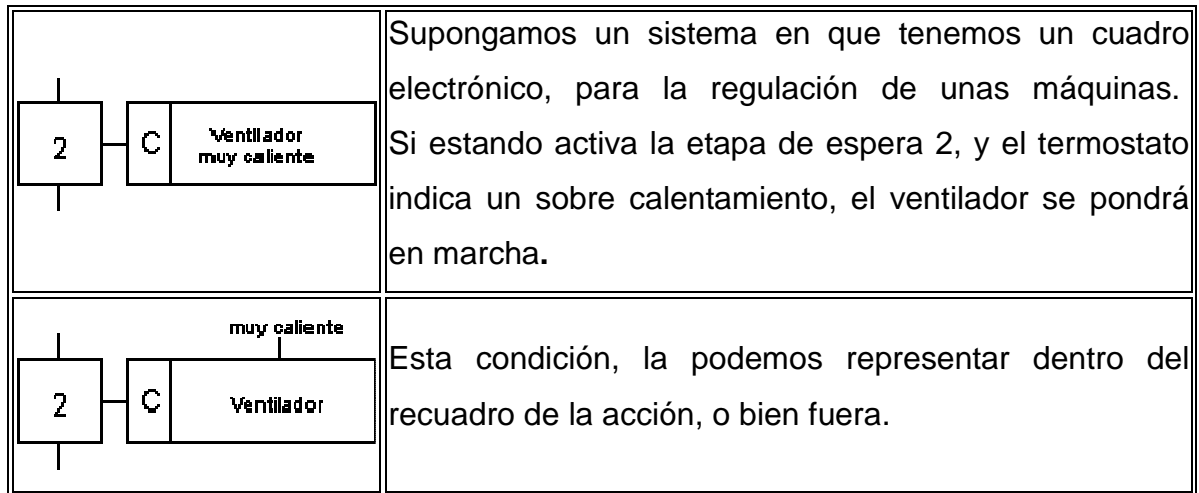 2
C
Ventilador
muy caliente
Supongamos un sistema en que tenemos un cuadro
electrónico, para la regulación de unas máquinas.
Si estando activa la etapa de espera 2, y el termostato
indica un sobre calentamiento, el ventilador se pondrá
en marcha.
muy caliente
2
C
Ventilador
Esta condición, la podemos representar dentro del
recuadro de la acción, o bien fuera.